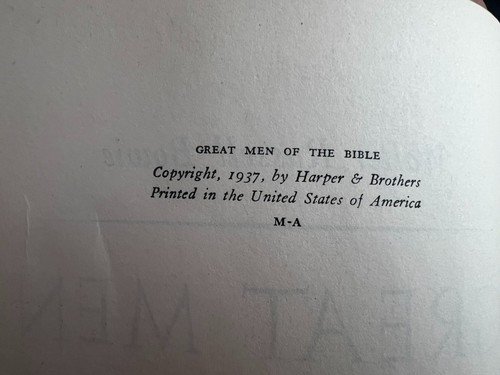 GREAT MEN OF THE BIBLE
Copyright, 1937, by Harper & Brothers
Printed in the United States of America
M-A